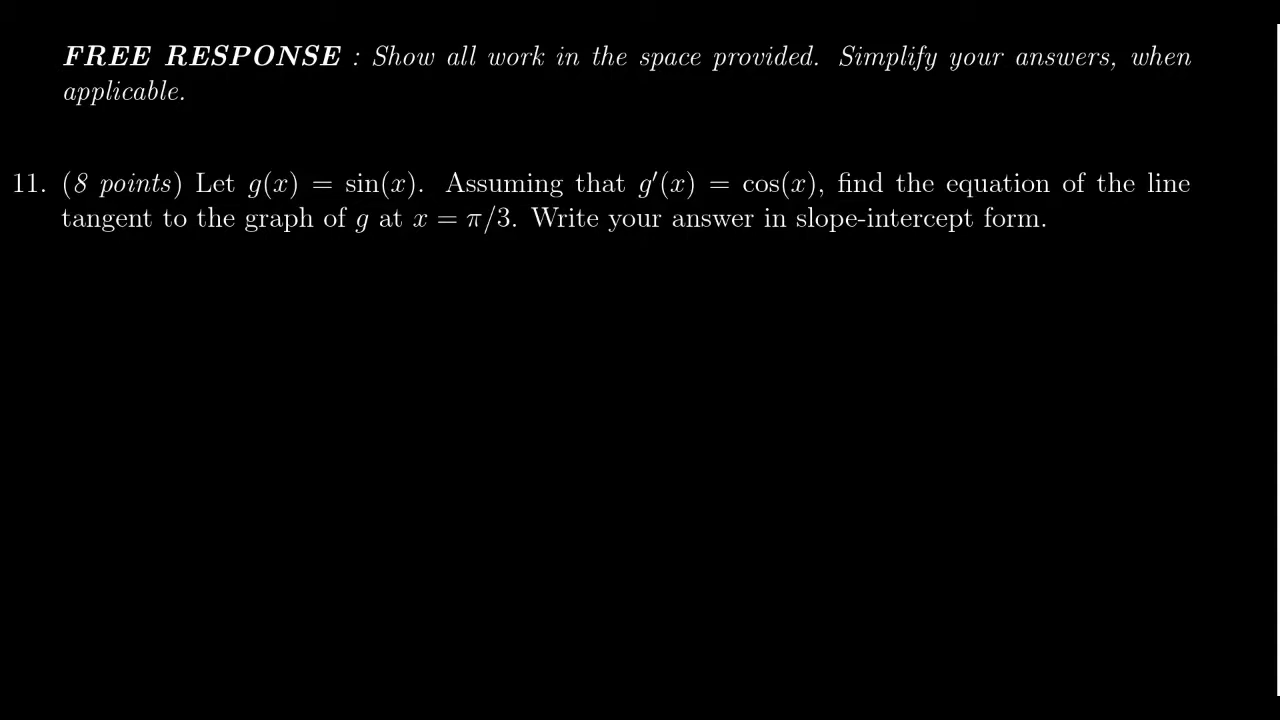 FREE RESPONSE : Show all work in the space provided. Simplify your answers, when
applicable.
11. (8 points) Let g(x) = sin(x). Assuming that g′(x) = cos(x), find the equation of the line
tangent to the graph of g at x = π/3. Write your answer in slope-intercept form.